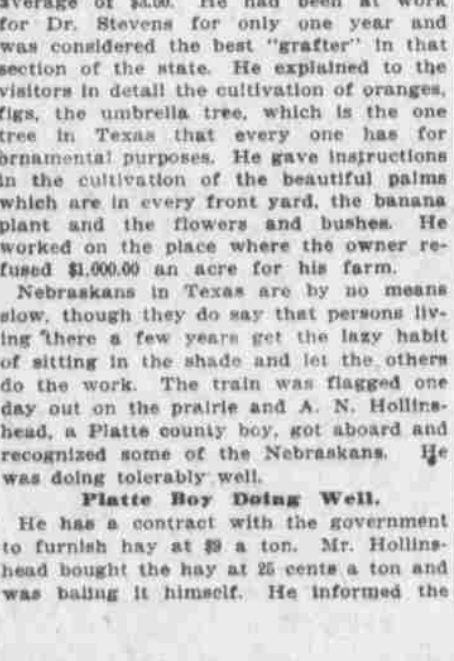 average of $3.00. He had been at work
for Dr. Stevens for only one year and
was considered the best "grafter" in that
section of the state. He explained to the
visitors in detail the cultivation of oranges,
figs, the umbrella tree, which is the one
tree in Texas that every one has for
ornamental purposes. He gave instructions
in the cultivation of the beautiful palms
which are in every front yard, the banana
plant and the flowers and bushes. He
worked on the place where the owner re-
fused $1,000.00 an acre for his farm.
Nebraskans in Texas are by no means
slow, though they do say that persons liv-
ing there a few years get the lazy habit
of sitting in the shade and let the others
do the work. The train was flagged one
day out on the prairie and A. N. Hollins-
head, a Platte county boy, got aboard and
recognized some of the Nebraskans. He
was doing tolerably well.
Platte Boy Doing Well.
He has a contract with the government
to furnish hay at $9 a ton. Mr. Hollins-
head bought the hay at 25 cents a ton and
was baling it himself. He informed the